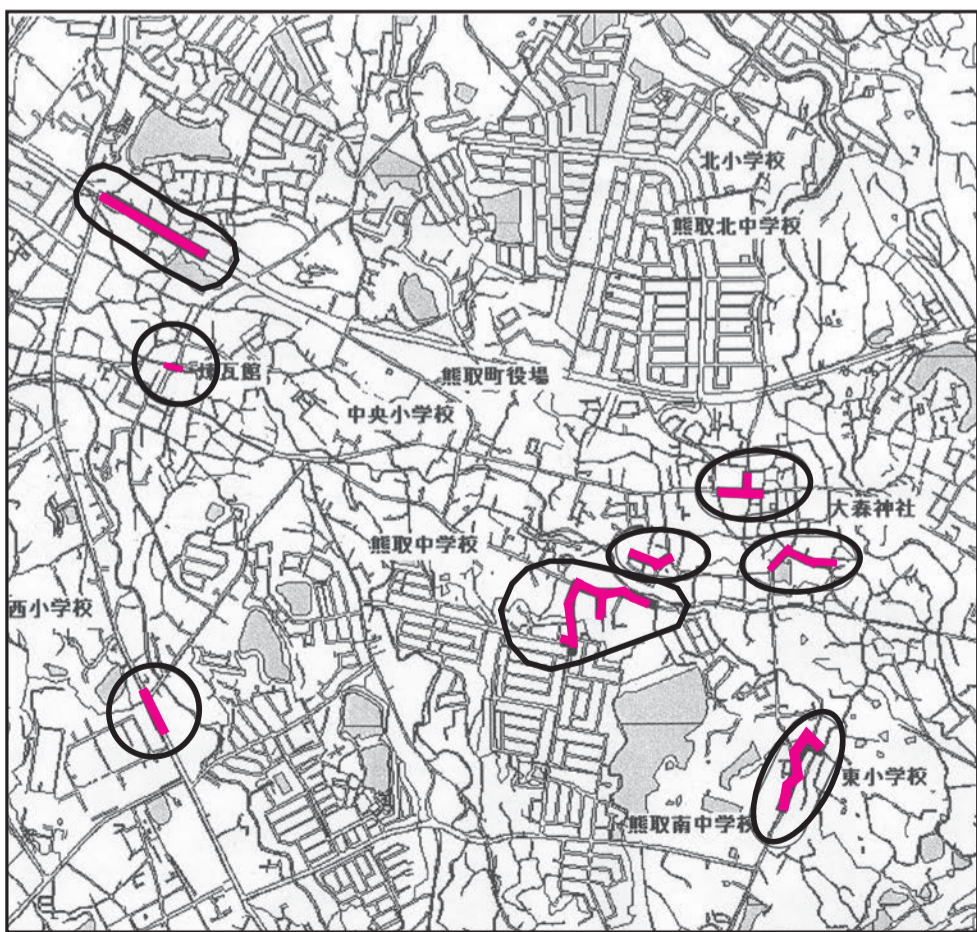 北小学校
熊取北中学校
煉瓦館
熊取町役場
中央小学校
大森神社
熊取中学校
西小学校
東小学校
熊取南中学校